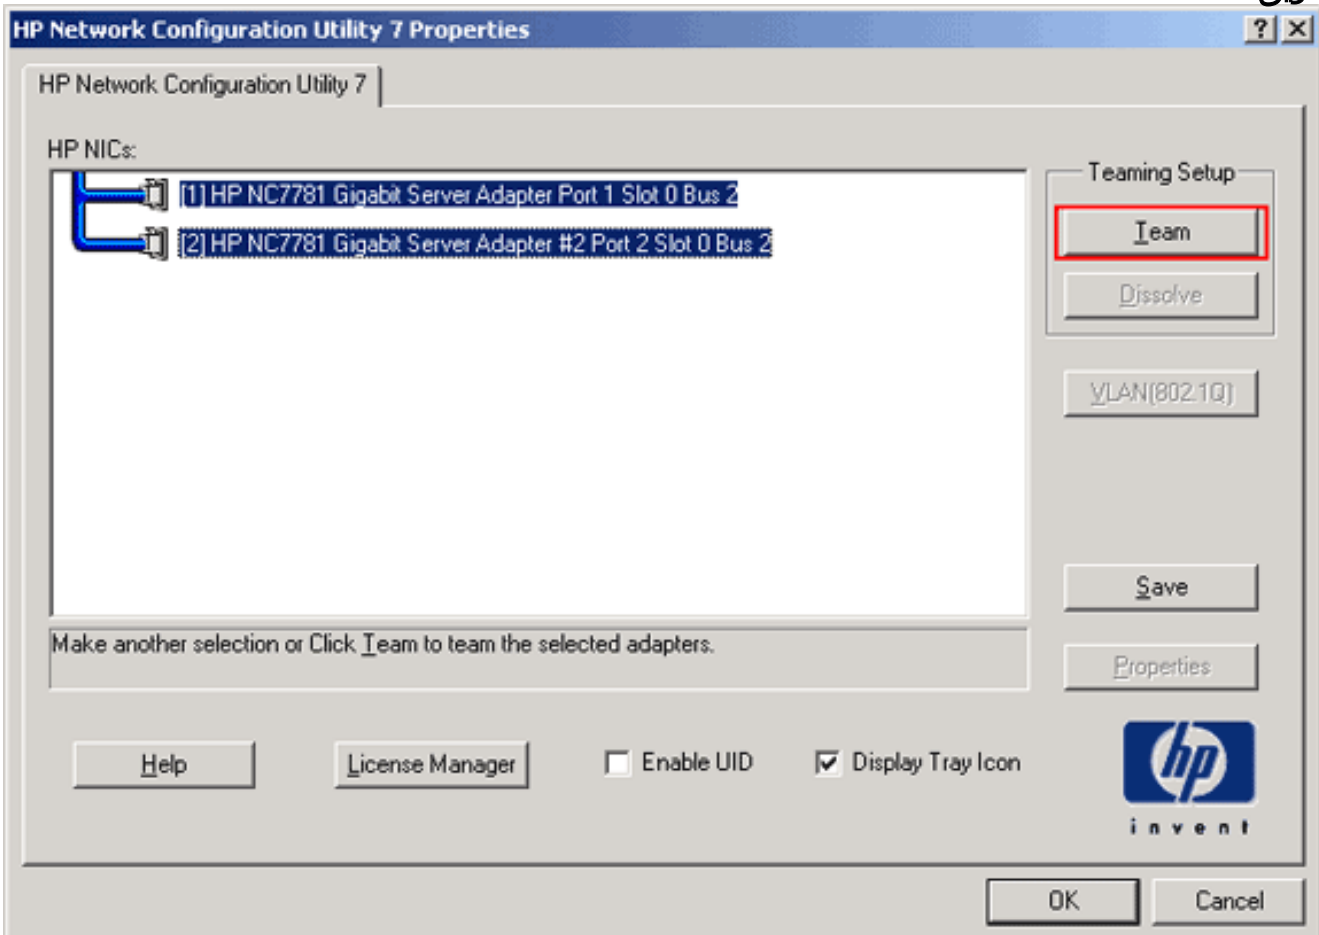 HP Network Configuration Utility 7 Properties
HP Network Configuration Utility 7
HP NICs:
[1] HP NC7781 Gigabit Server Adapter Port 1 Slot 0 Bus 2
[2] HP NC7781 Gigabit Server Adapter #2 Port 2 Slot 0 Bus 2
Teaming Setup
Team
Dissolve
VLAN(802.1Q)
Save
Make another selection or Click Team to team the selected adapters.
Properties
Help
License Manager
Enable UID
Display Tray Icon
hp
invent
OK
Cancel